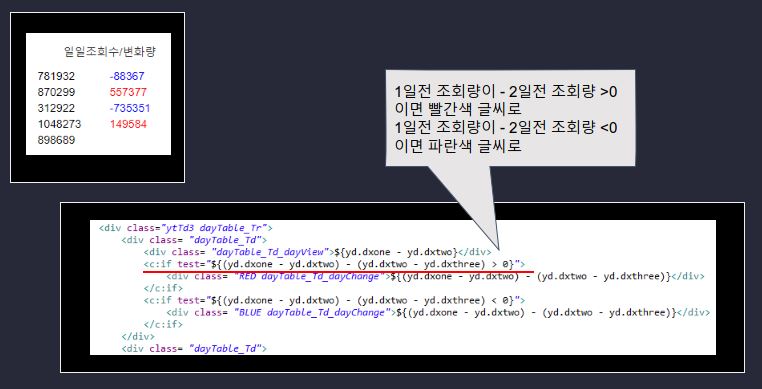 일일조회수/변화량
781932 -88367
870299 557377
312922 -735351
1048273 149584
898689
1일전 조회량이 - 2일전 조회량 >0
이면 빨간색 글씨로
1일전 조회량이 - 2일전 조회량 <0
이면 파란색 글씨로
<div class="ytTd3 dayTable_Tr">
<div class= "dayTable_Td">
<div class= "dayTable_Td_dayView">${yd.dxone - yd.dxtwo}</div>
<c:if test="${(yd.dxone - yd.dxtwo) - (yd.dxtwo - yd.dxthree) > 0}">
<div class= "RED dayTable_Td_dayChange">${(yd.dxone - yd.dxtwo) - (yd.dxtwo - yd.dxthree)}</div>
</c:if>
<c:if test="${(yd.dxone - yd.dxtwo) - (yd.dxtwo - yd.dxthree) < 0}">
<div class= "BLUE dayTable_Td_dayChange">${(yd.dxone - yd.dxtwo) - (yd.dxtwo - yd.dxthree)}</div>
</c:if>
</div>
<div class= "dayTable_Td">